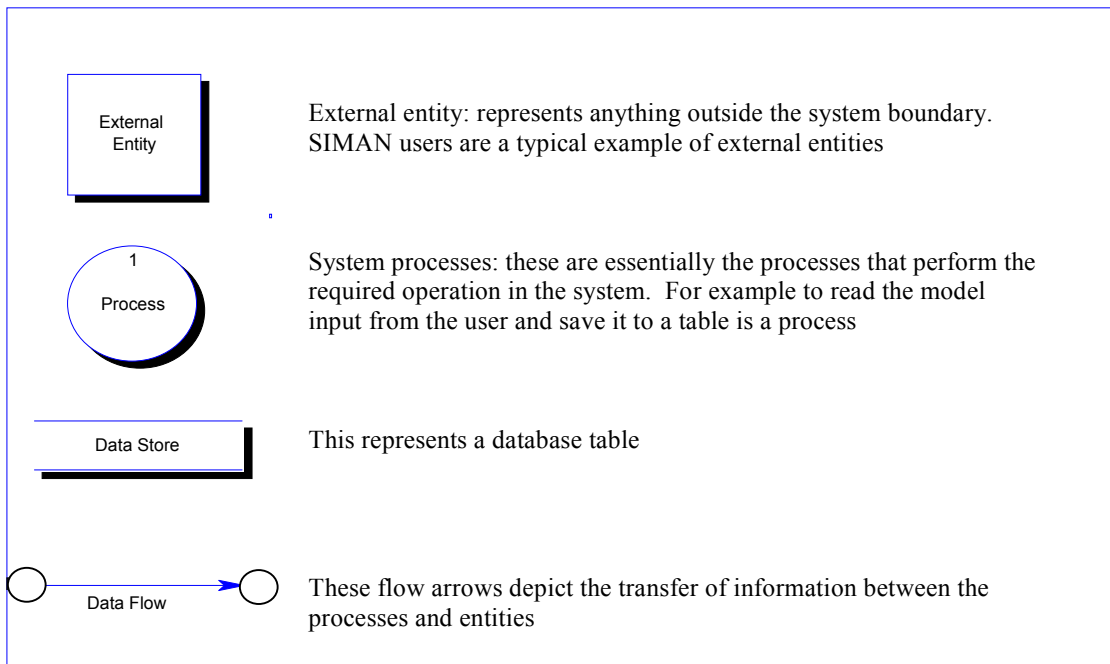 External
Entity
External entity: represents anything outside the system boundary.
SIMAN users are a typical example of external entities
1
Process
System processes: these are essentially the processes that perform the
required operation in the system.  For example to read the model
input from the user and save it to a table is a process
Data Store
This represents a database table
Data Flow
These flow arrows depict the transfer of information between the
processes and entities